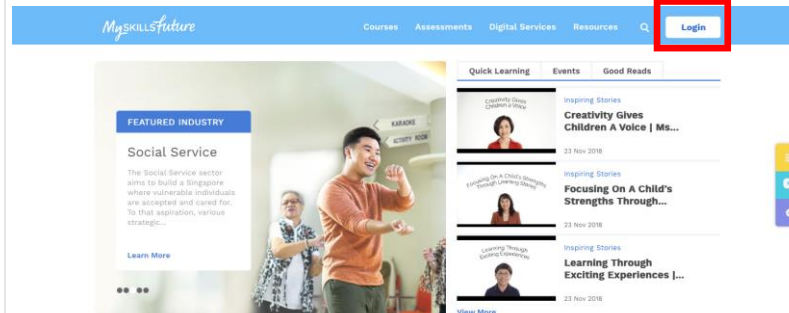 MySKILLSfuture
Courses Assessments Digital Services Resources Login
Quick Learning Events Good Reads
FEATURED INDUSTRY
Social Service
The Social Service sector
aims to build a Singapore
where vulnerable individuals
are accepted and cared for.
To that aspiration, various
strategic...
Learn More
KARAOKE
ACTIVITY ROOM
Creativity Gives
Children a Voice
Inspiring Stories
Creativity Gives
Children A Voice | Ms...
23 Nov 2018
Focusing On A Child's Strengths
Through Learning Stories
Inspiring Stories
Focusing On A Child's
Strengths Through...
23 Nov 2018
Learning Through
Exciting Experiences
Inspiring Stories
Learning Through
Exciting Experiences |...
23 Nov 2018
View More